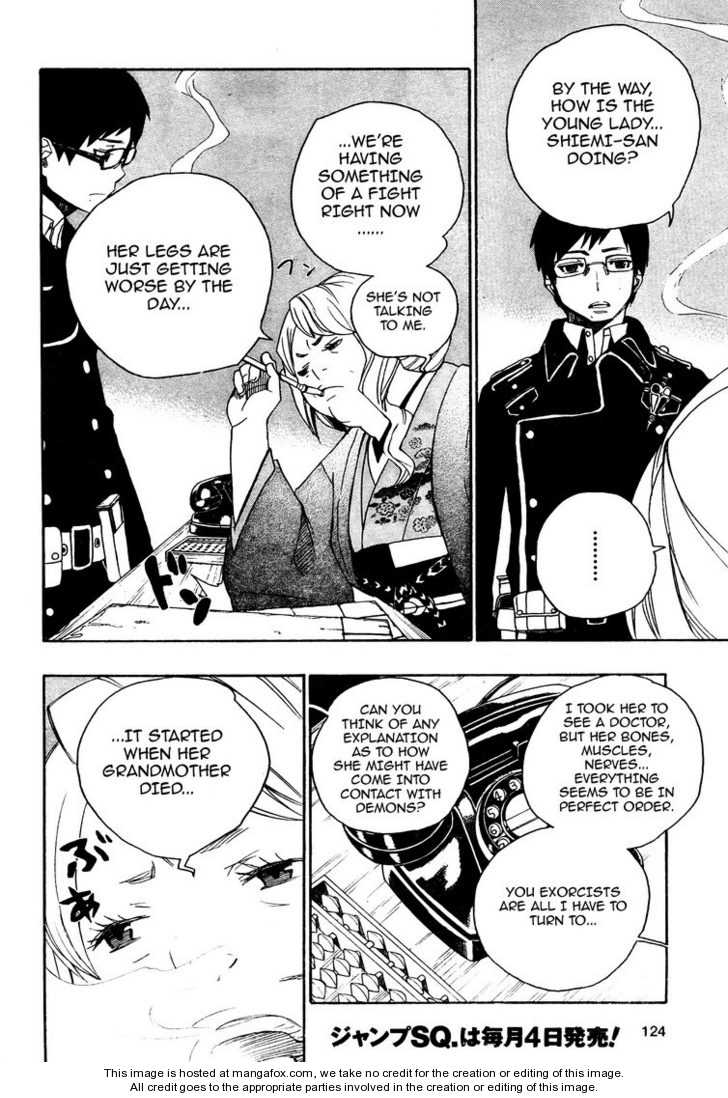 BY THE WAY,
HOW IS THE
YOUNG LADY...
SHIEMI-SAN
DOING?
.........
...WE'RE
HAVING
SOMETHING
OF A FIGHT
RIGHT NOW
......
SHE'S NOT
TALKING
TO ME.
プン
HER LEGS ARE
JUST GETTING
WORSE BY THE
DAY...
ドン
I TOOK HER TO
SEE A DOCTOR,
BUT HER BONES,
MUSCLES,
NERVES...
EVERYTHING
SEEMS TO BE IN
PERFECT ORDER.
YOU EXORCISTS
ARE ALL I HAVE
TO TURN TO...
CAN YOU
THINK OF ANY
EXPLANATION
AS TO HOW
SHE MIGHT HAVE
COME INTO
CONTACT WITH
DEMONS?
...IT STARTED
WHEN HER
GRANDMOTHER
DIED...
ぶぁ
ジャンプSQ.は毎月4日発売!
124
This image is hosted at mangafox.com, we take no credit for the creation or editing of this image.
All credit goes to the appropriate parties involved in the creation or editing of this image.